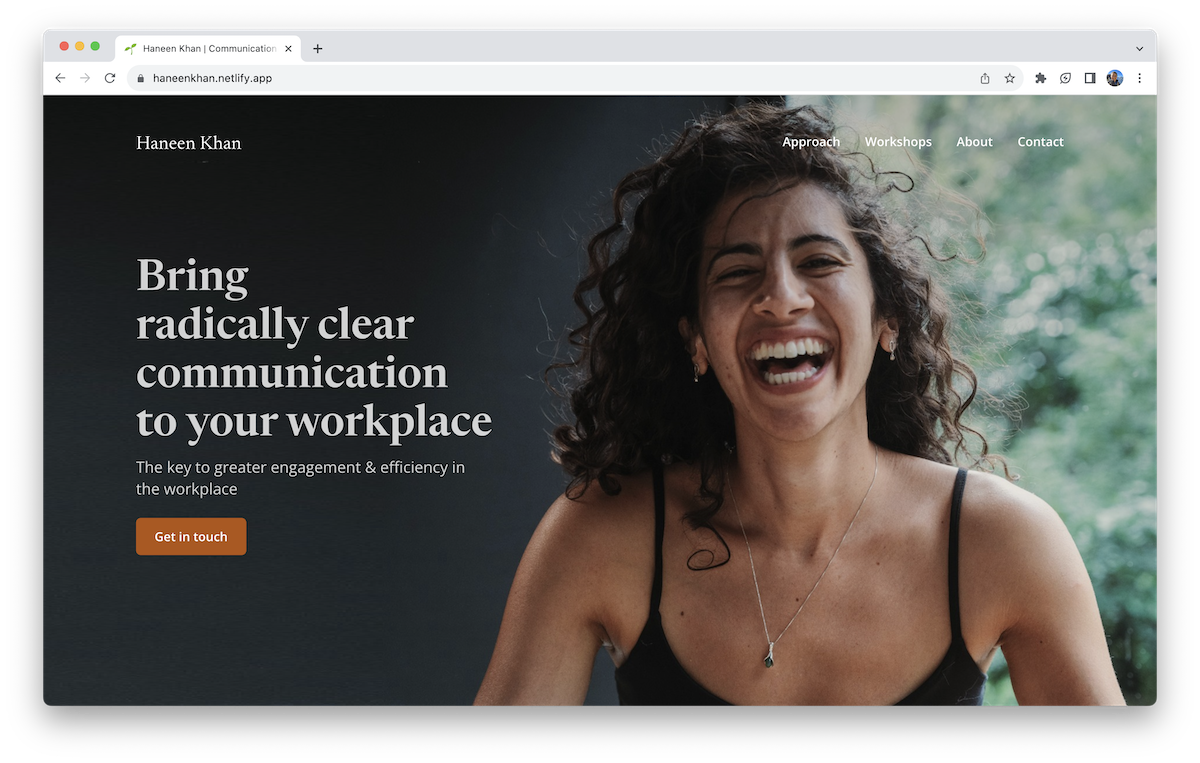 Haneen Khan | Communication
haneenkhan.netlify.app
Haneen Khan
Approach Workshops About Contact
Bring
radically clear
communication
to your workplace
The key to greater engagement & efficiency in
the workplace
Get in touch